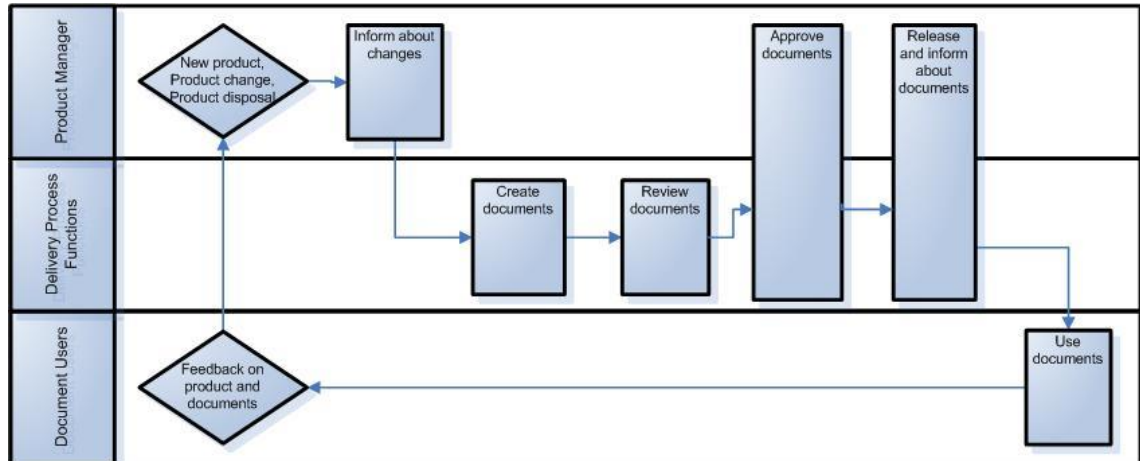 Product Manager
New product,
Product change,
Product disposal
Inform about
changes
Approve
documents
Release
and inform
about
documents
Delivery Process
Functions
Create
documents
Review
documents
Document Users
Feedback on
product and
documents
Use
documents